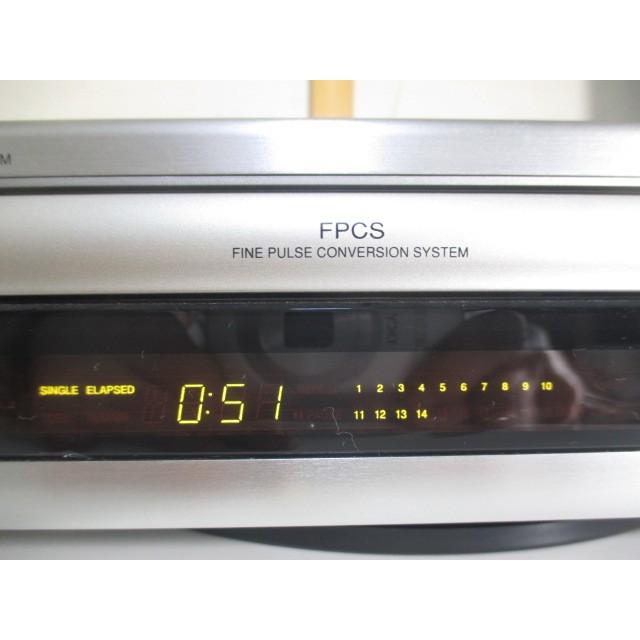 M
FPCS
FINE PULSE CONVERSION SYSTEM
SINGLE ELAPSED 0:51 1 2 3 4 5 6 7 8 9 10
11 12 13 14